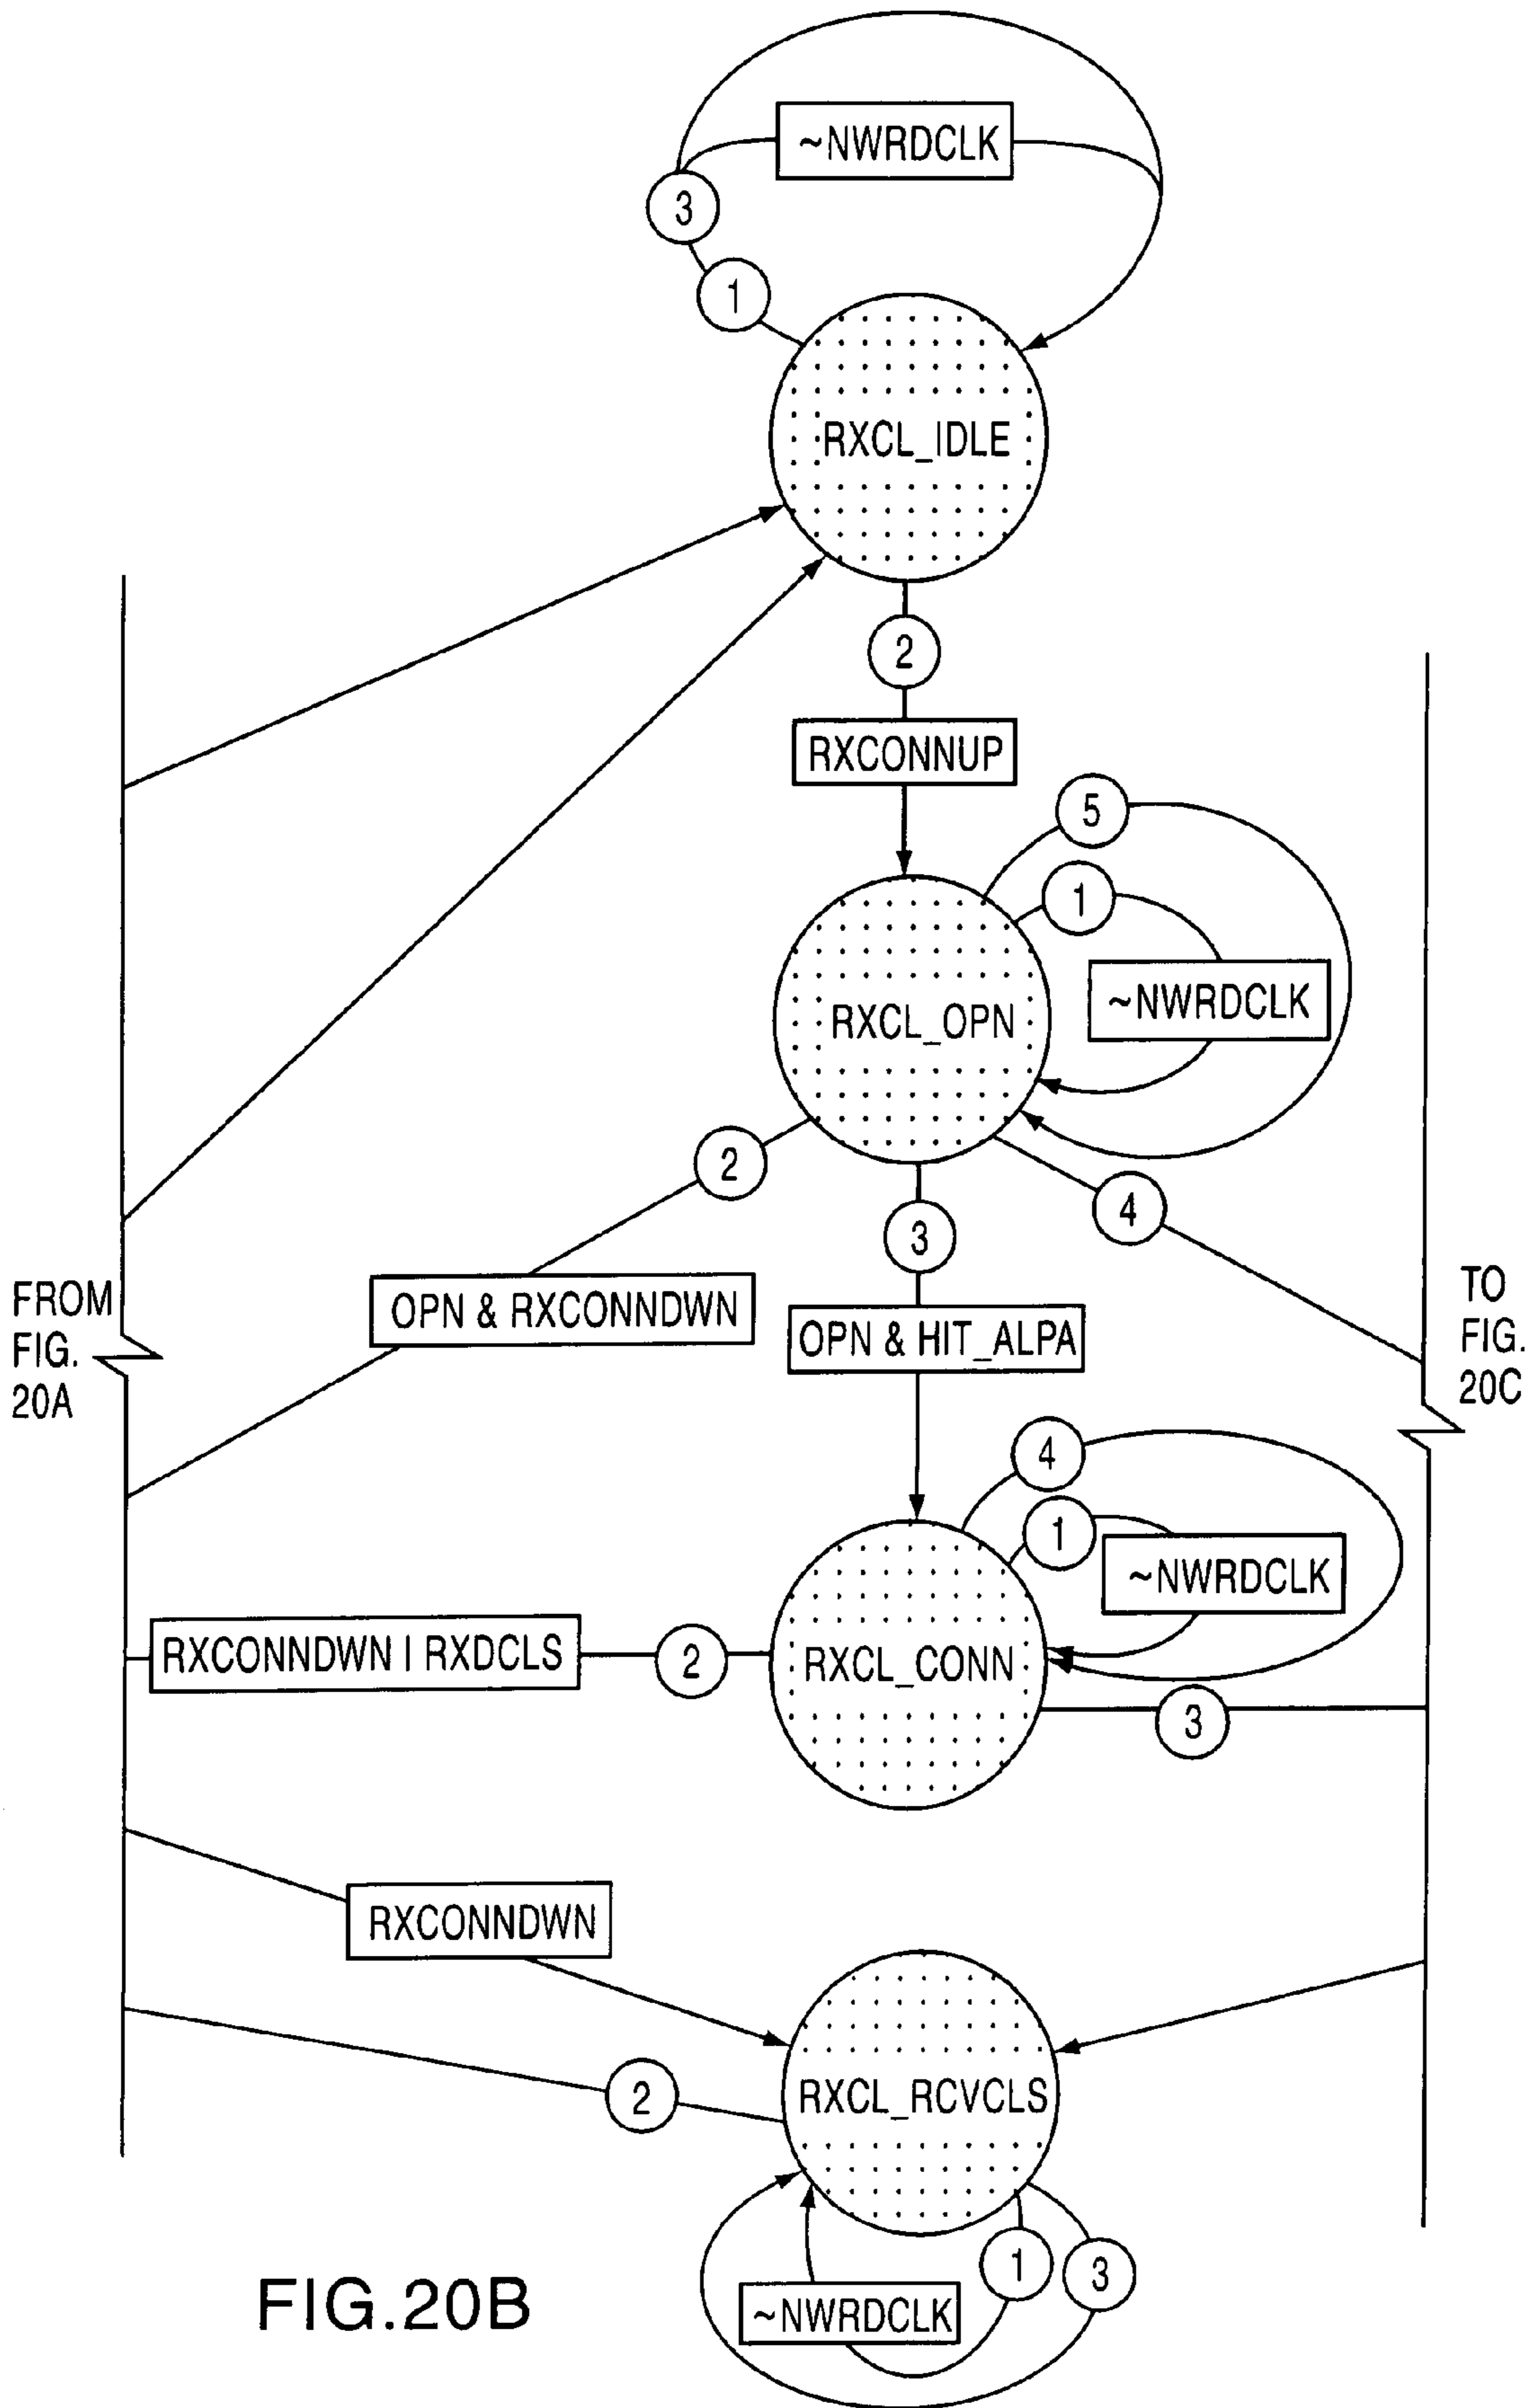 ~NWRDCLK
3
1
RXCL_IDLE
2
RXCONNUP
5
1
~NWRDCLK
RXCL_OPN
2
4
3
FROM
FIG.
20A
OPN & RXCONNDWN
OPN & HIT_ALPA
TO
FIG.
20C
4
1
~NWRDCLK
RXCONNDWN | RXDCLS
2
RXCL_CONN
3
RXCONNDWN
RXCL_RCVCLS
2
1
3
~NWRDCLK
FIG.20B